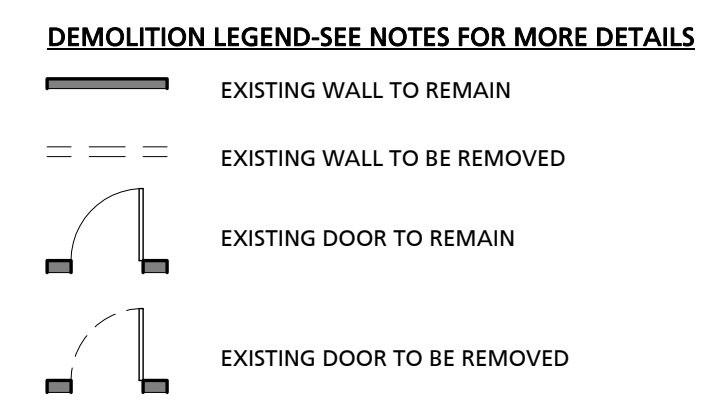 DEMOLITION LEGEND-SEE NOTES FOR MORE DETAILS
EXISTING WALL TO REMAIN
EXISTING WALL TO BE REMOVED
EXISTING DOOR TO REMAIN
EXISTING DOOR TO BE REMOVED